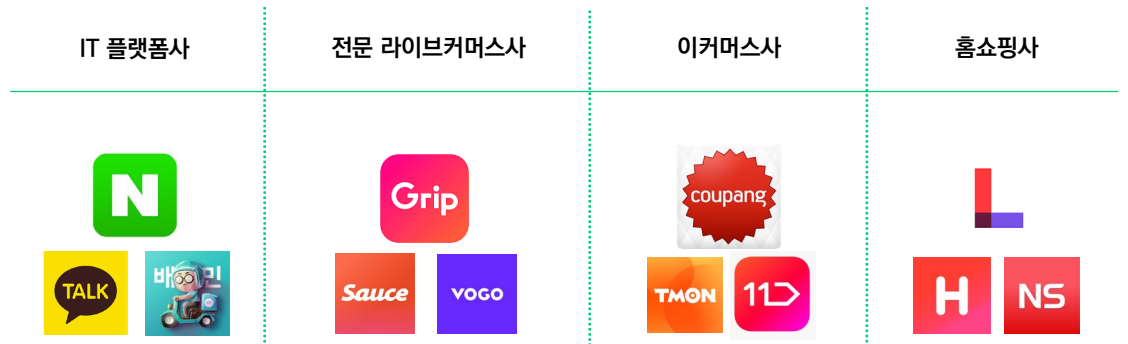 IT 플랫폼사
전문 라이브커머스사
이커머스사
홈쇼핑사
N
Grip
coupang
L
TALK
배 민
Sauce
VOGO
TMON
11
H
NS